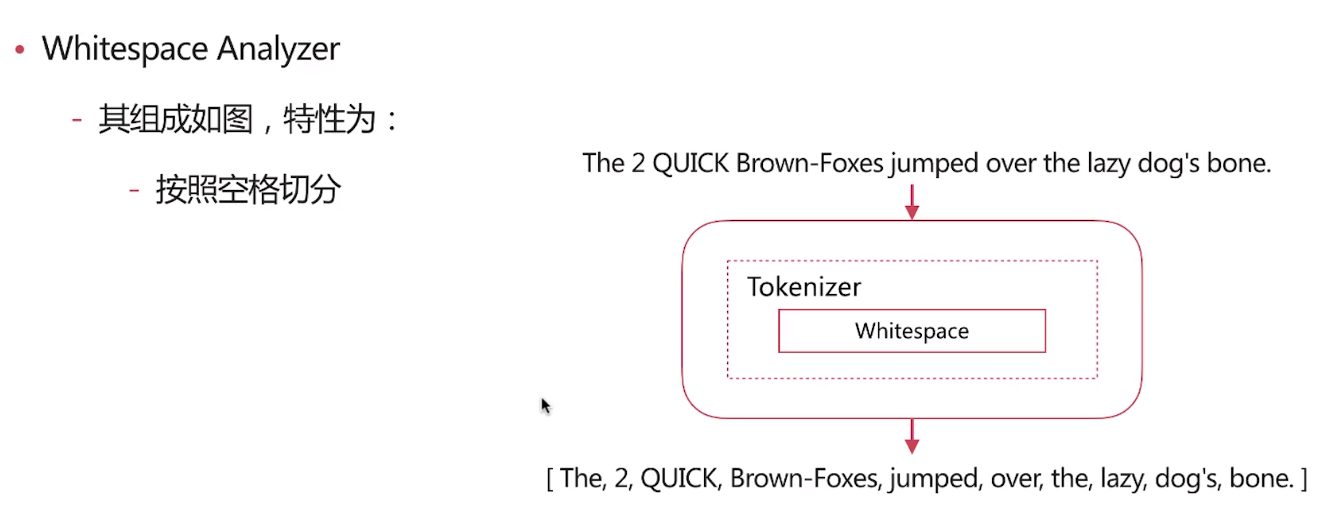 • Whitespace Analyzer
- 其组成如图，特性为：
- 按照空格切分
The 2 QUICK Brown-Foxes jumped over the lazy dog's bone.
Tokenizer
Whitespace
[ The, 2, QUICK, Brown-Foxes, jumped, over, the, lazy, dog's, bone. ]